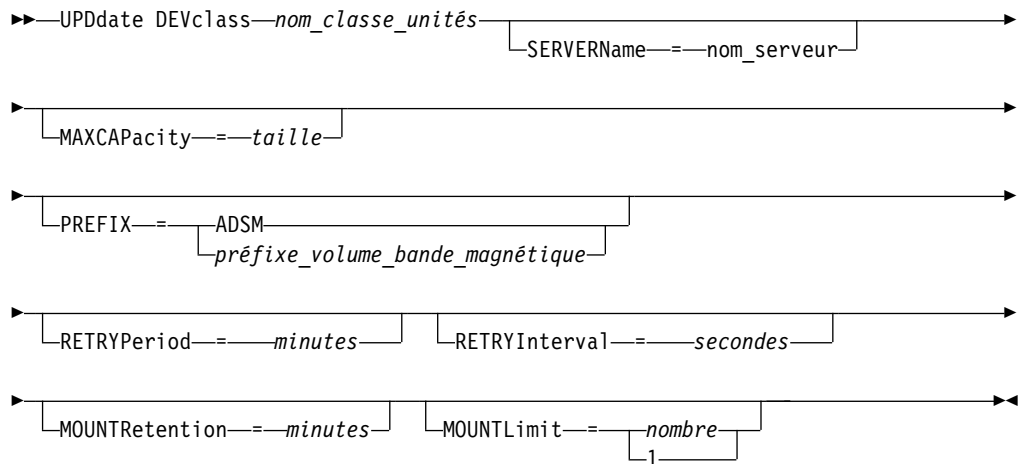 UPDdate DEVclass nom_classe_unités
SERVERName = nom_serveur
MAXCAPacity = taille
PREFIX = ADSM
préfixe_volume_bande_magnétique
RETRYPeriod = minutes RETRYInterval = secondes
MOUNTRetention = minutes MOUNTLimit = nombre
1